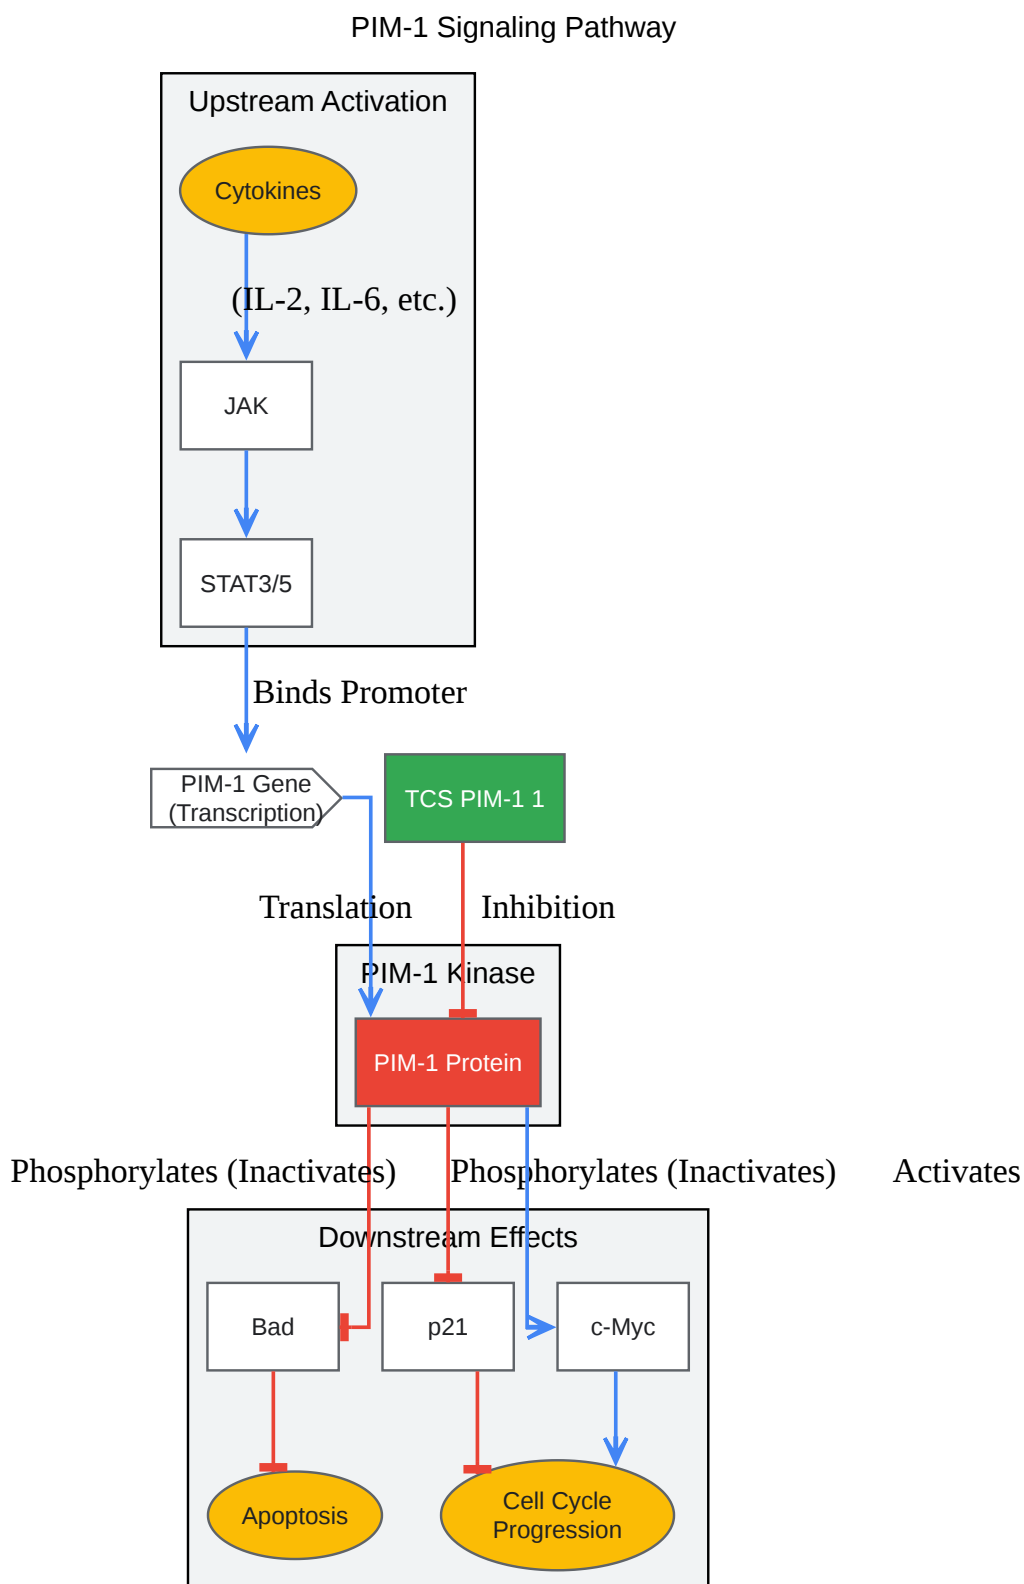 PIM-1 Signaling Pathway
Upstream Activation
Cytokines
(IL-2, IL-6, etc.)
JAK
STAT3/5
Binds Promoter
PIM-1 Gene
(Transcription)
TCS PIM-1 1
Translation
Inhibition
PIM-1 Kinase
PIM-1 Protein
Phosphorylates (Inactivates)
Phosphorylates (Inactivates)
Activates
Downstream Effects
Bad
p21
c-Myc
Apoptosis
Cell Cycle
Progression